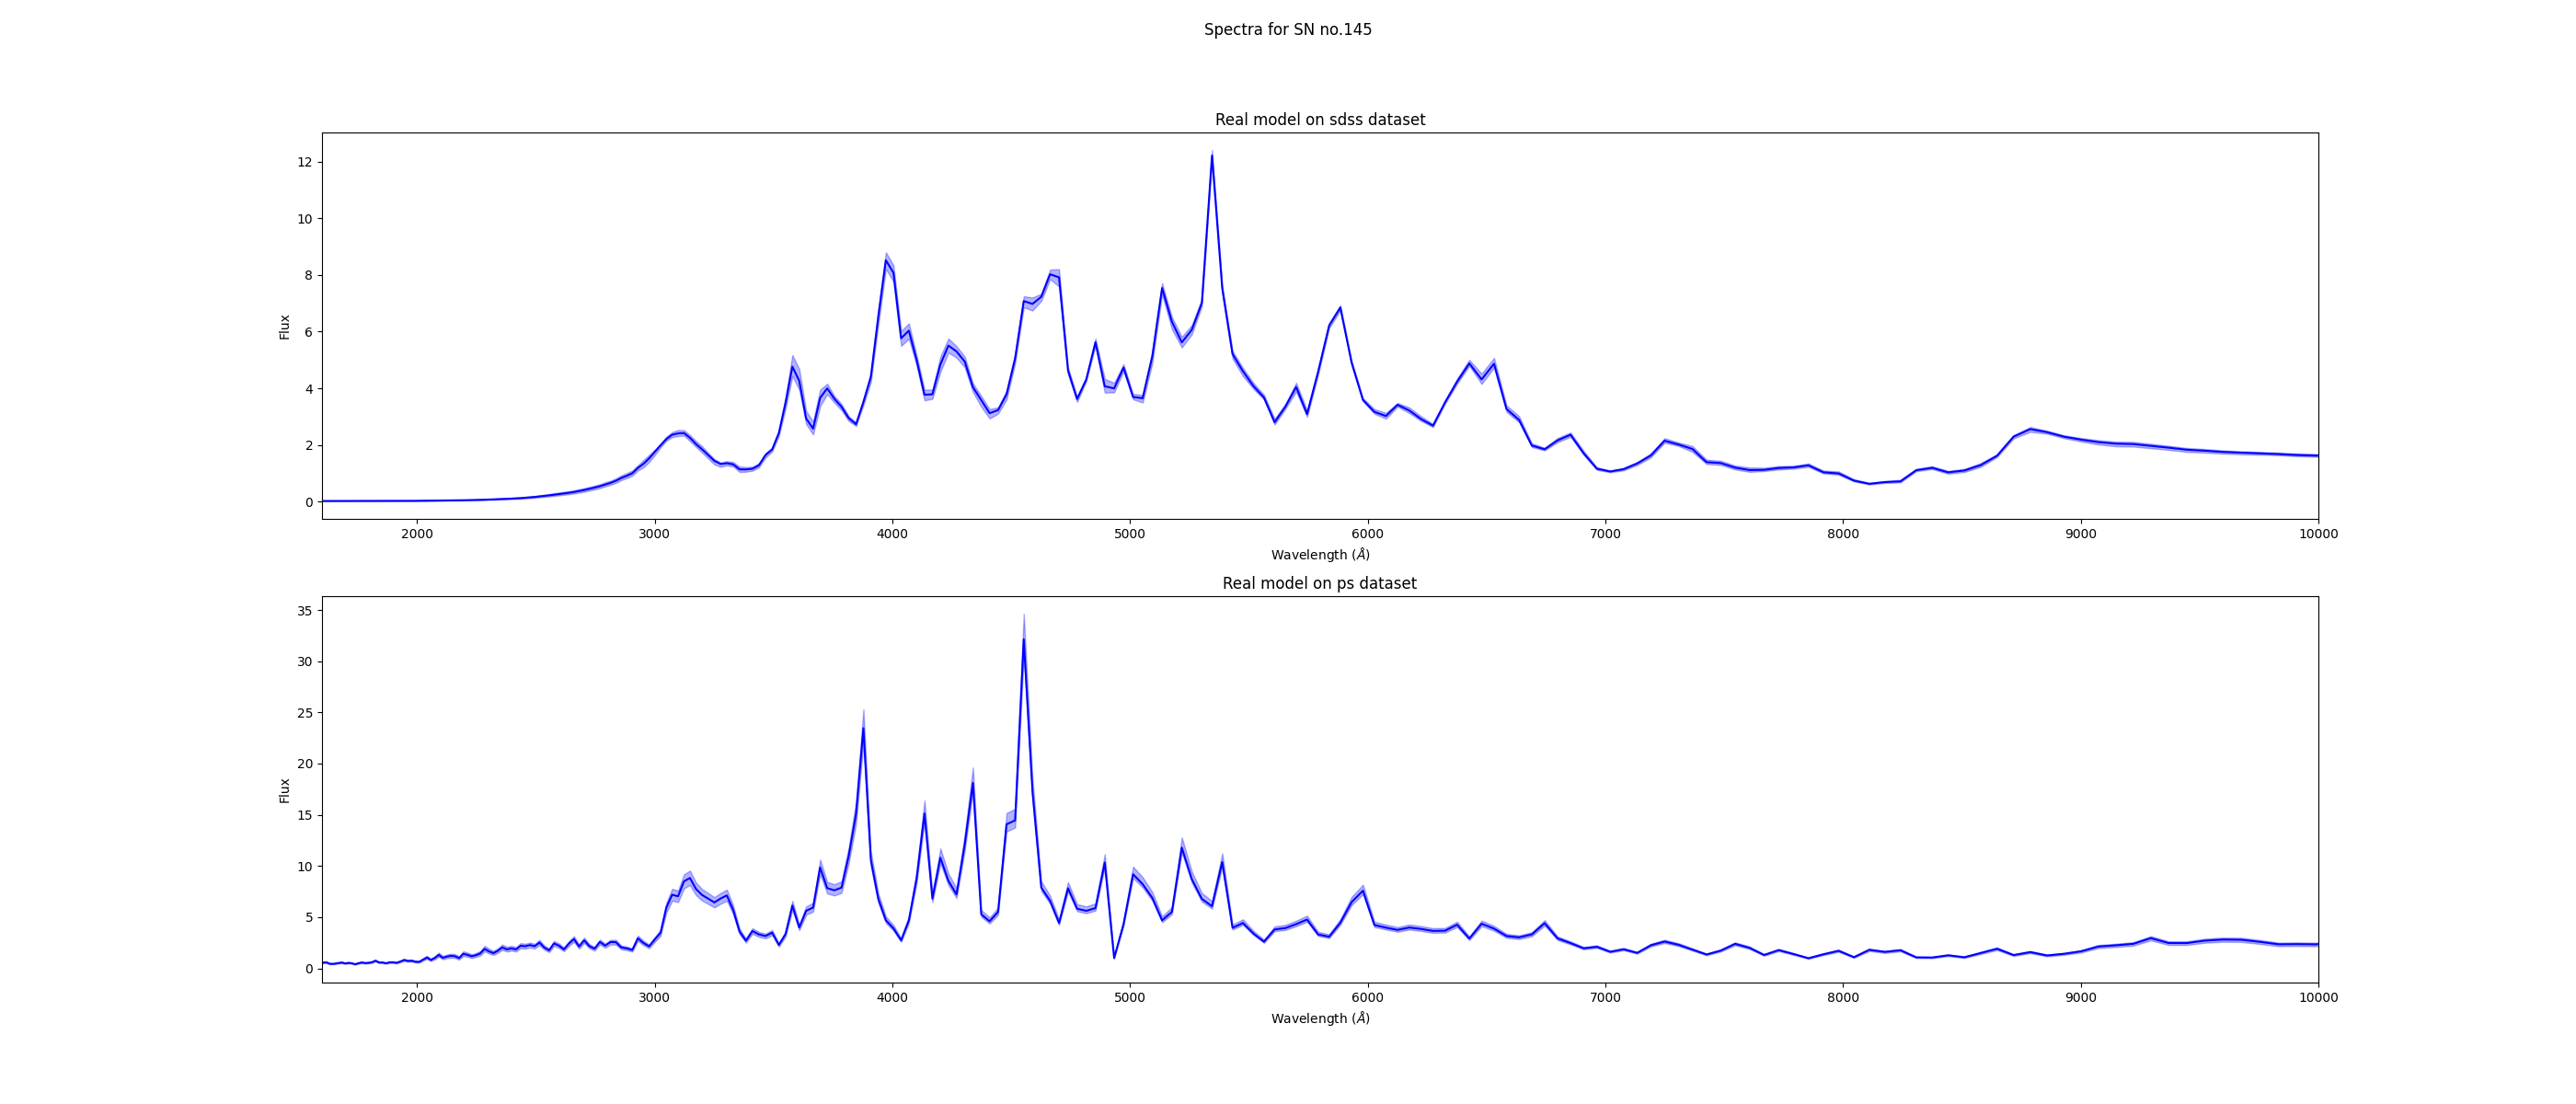 Spectra for SN no.145
Real model on sdss dataset
12
10
8
6
4
2
0
Flux
2000 3000 4000 5000 6000 7000 8000 9000 10000
Wavelength (Å)
Real model on ps dataset
35
30
25
20
15
10
5
0
Flux
2000 3000 4000 5000 6000 7000 8000 9000 10000
Wavelength (Å)